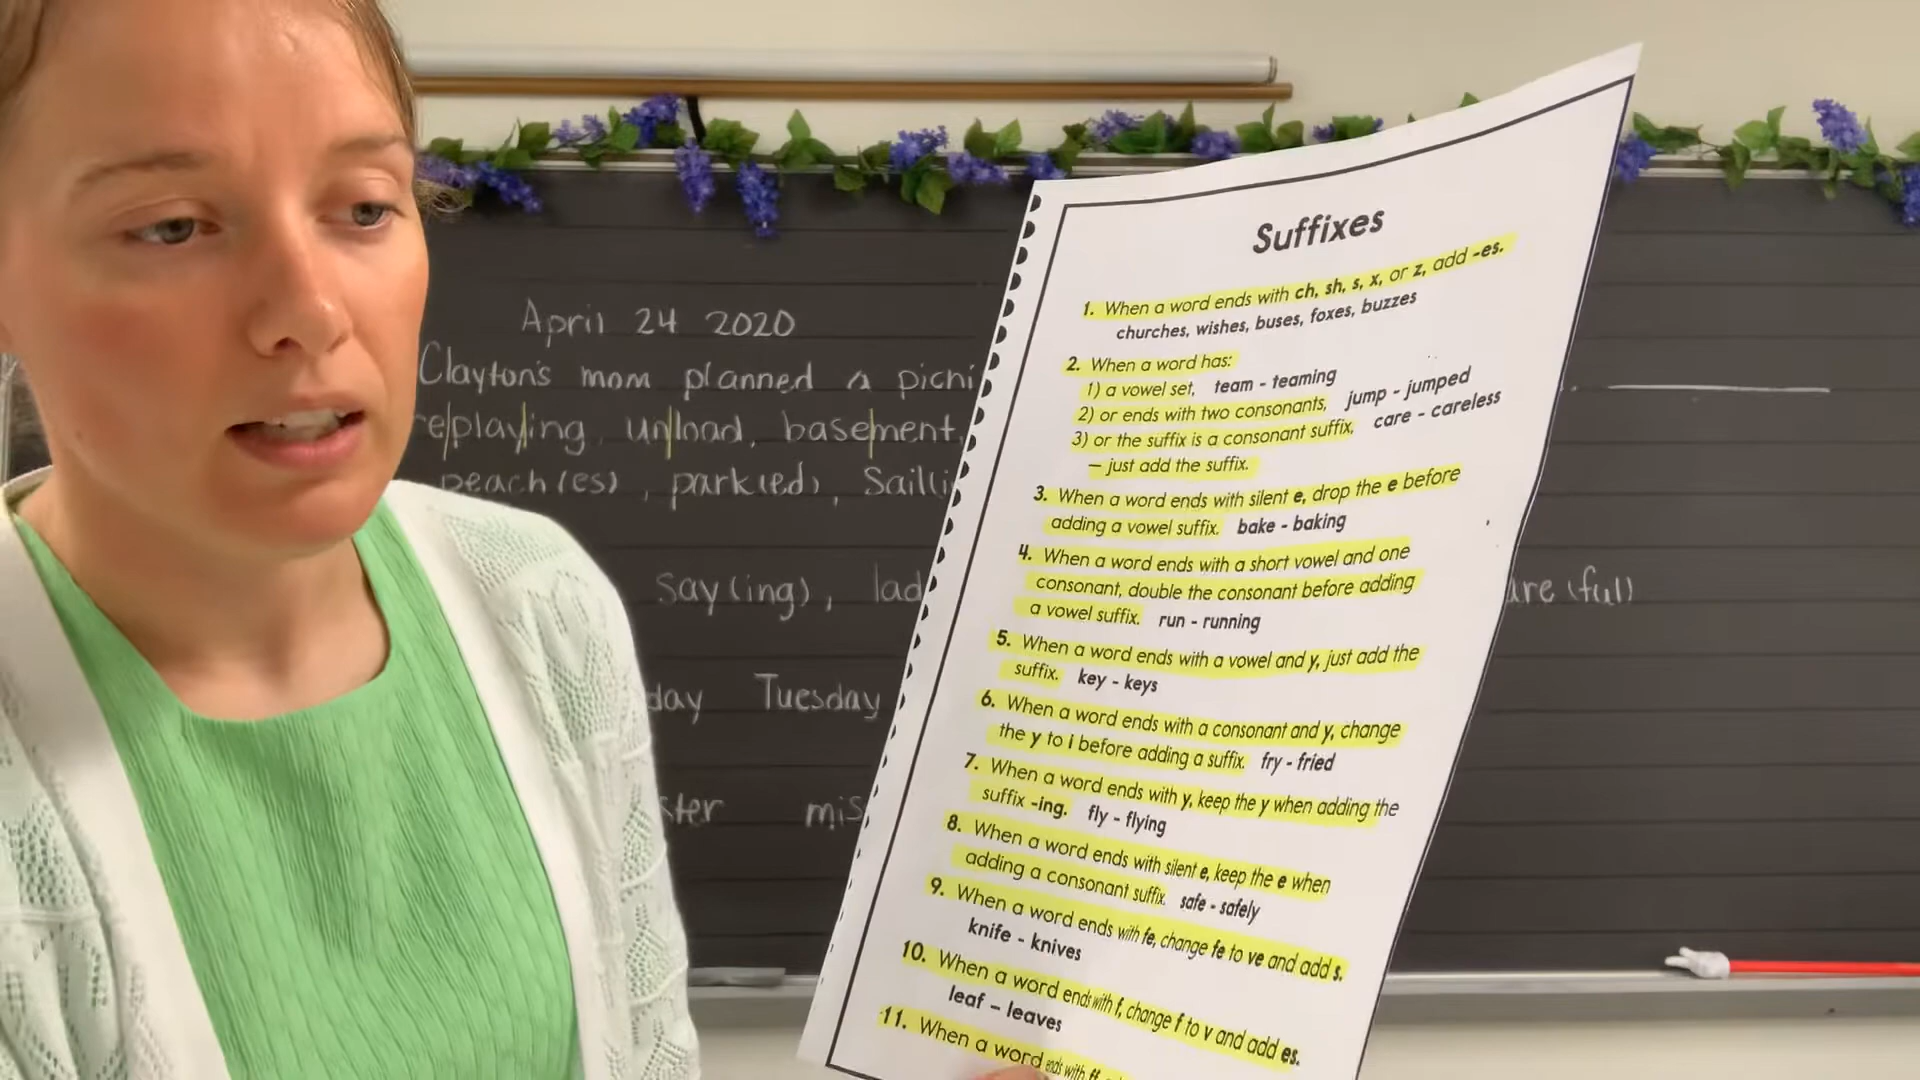 April 24 2020
Clayton's mom planned a picni
re/playing, un|load, base|ment,
peach(es), park(ed), Sail(i
say(ing), lad
are (ful)
day Tuesday
ster mis
Suffixes
1. When a word ends with ch, sh, s, x, or z, add -es.
churches, wishes, buses, foxes, buzzes
2. When a word has:
1) a vowel set, team - teaming
2) or ends with two consonants, jump - jumped
3) or the suffix is a consonant suffix, care - careless
– just add the suffix.
3. When a word ends with silent e, drop the e before
adding a vowel suffix. bake - baking
4. When a word ends with a short vowel and one
consonant, double the consonant before adding
a vowel suffix. run - running
5. When a word ends with a vowel and y, just add the
suffix. key - keys
6. When a word ends with a consonant and y, change
the y to i before adding a suffix. fry - fried
7. When a word ends with y, keep the y when adding the
suffix -ing. fly - flying
8. When a word ends with silent e, keep the e when
adding a consonant suffix. safe - safely
9. When a word ends with fe, change fe to ve and add s.
knife - knives
10. When a word ends with f, change f to v and add es.
leaf – leaves
11. When a word ends with ff,